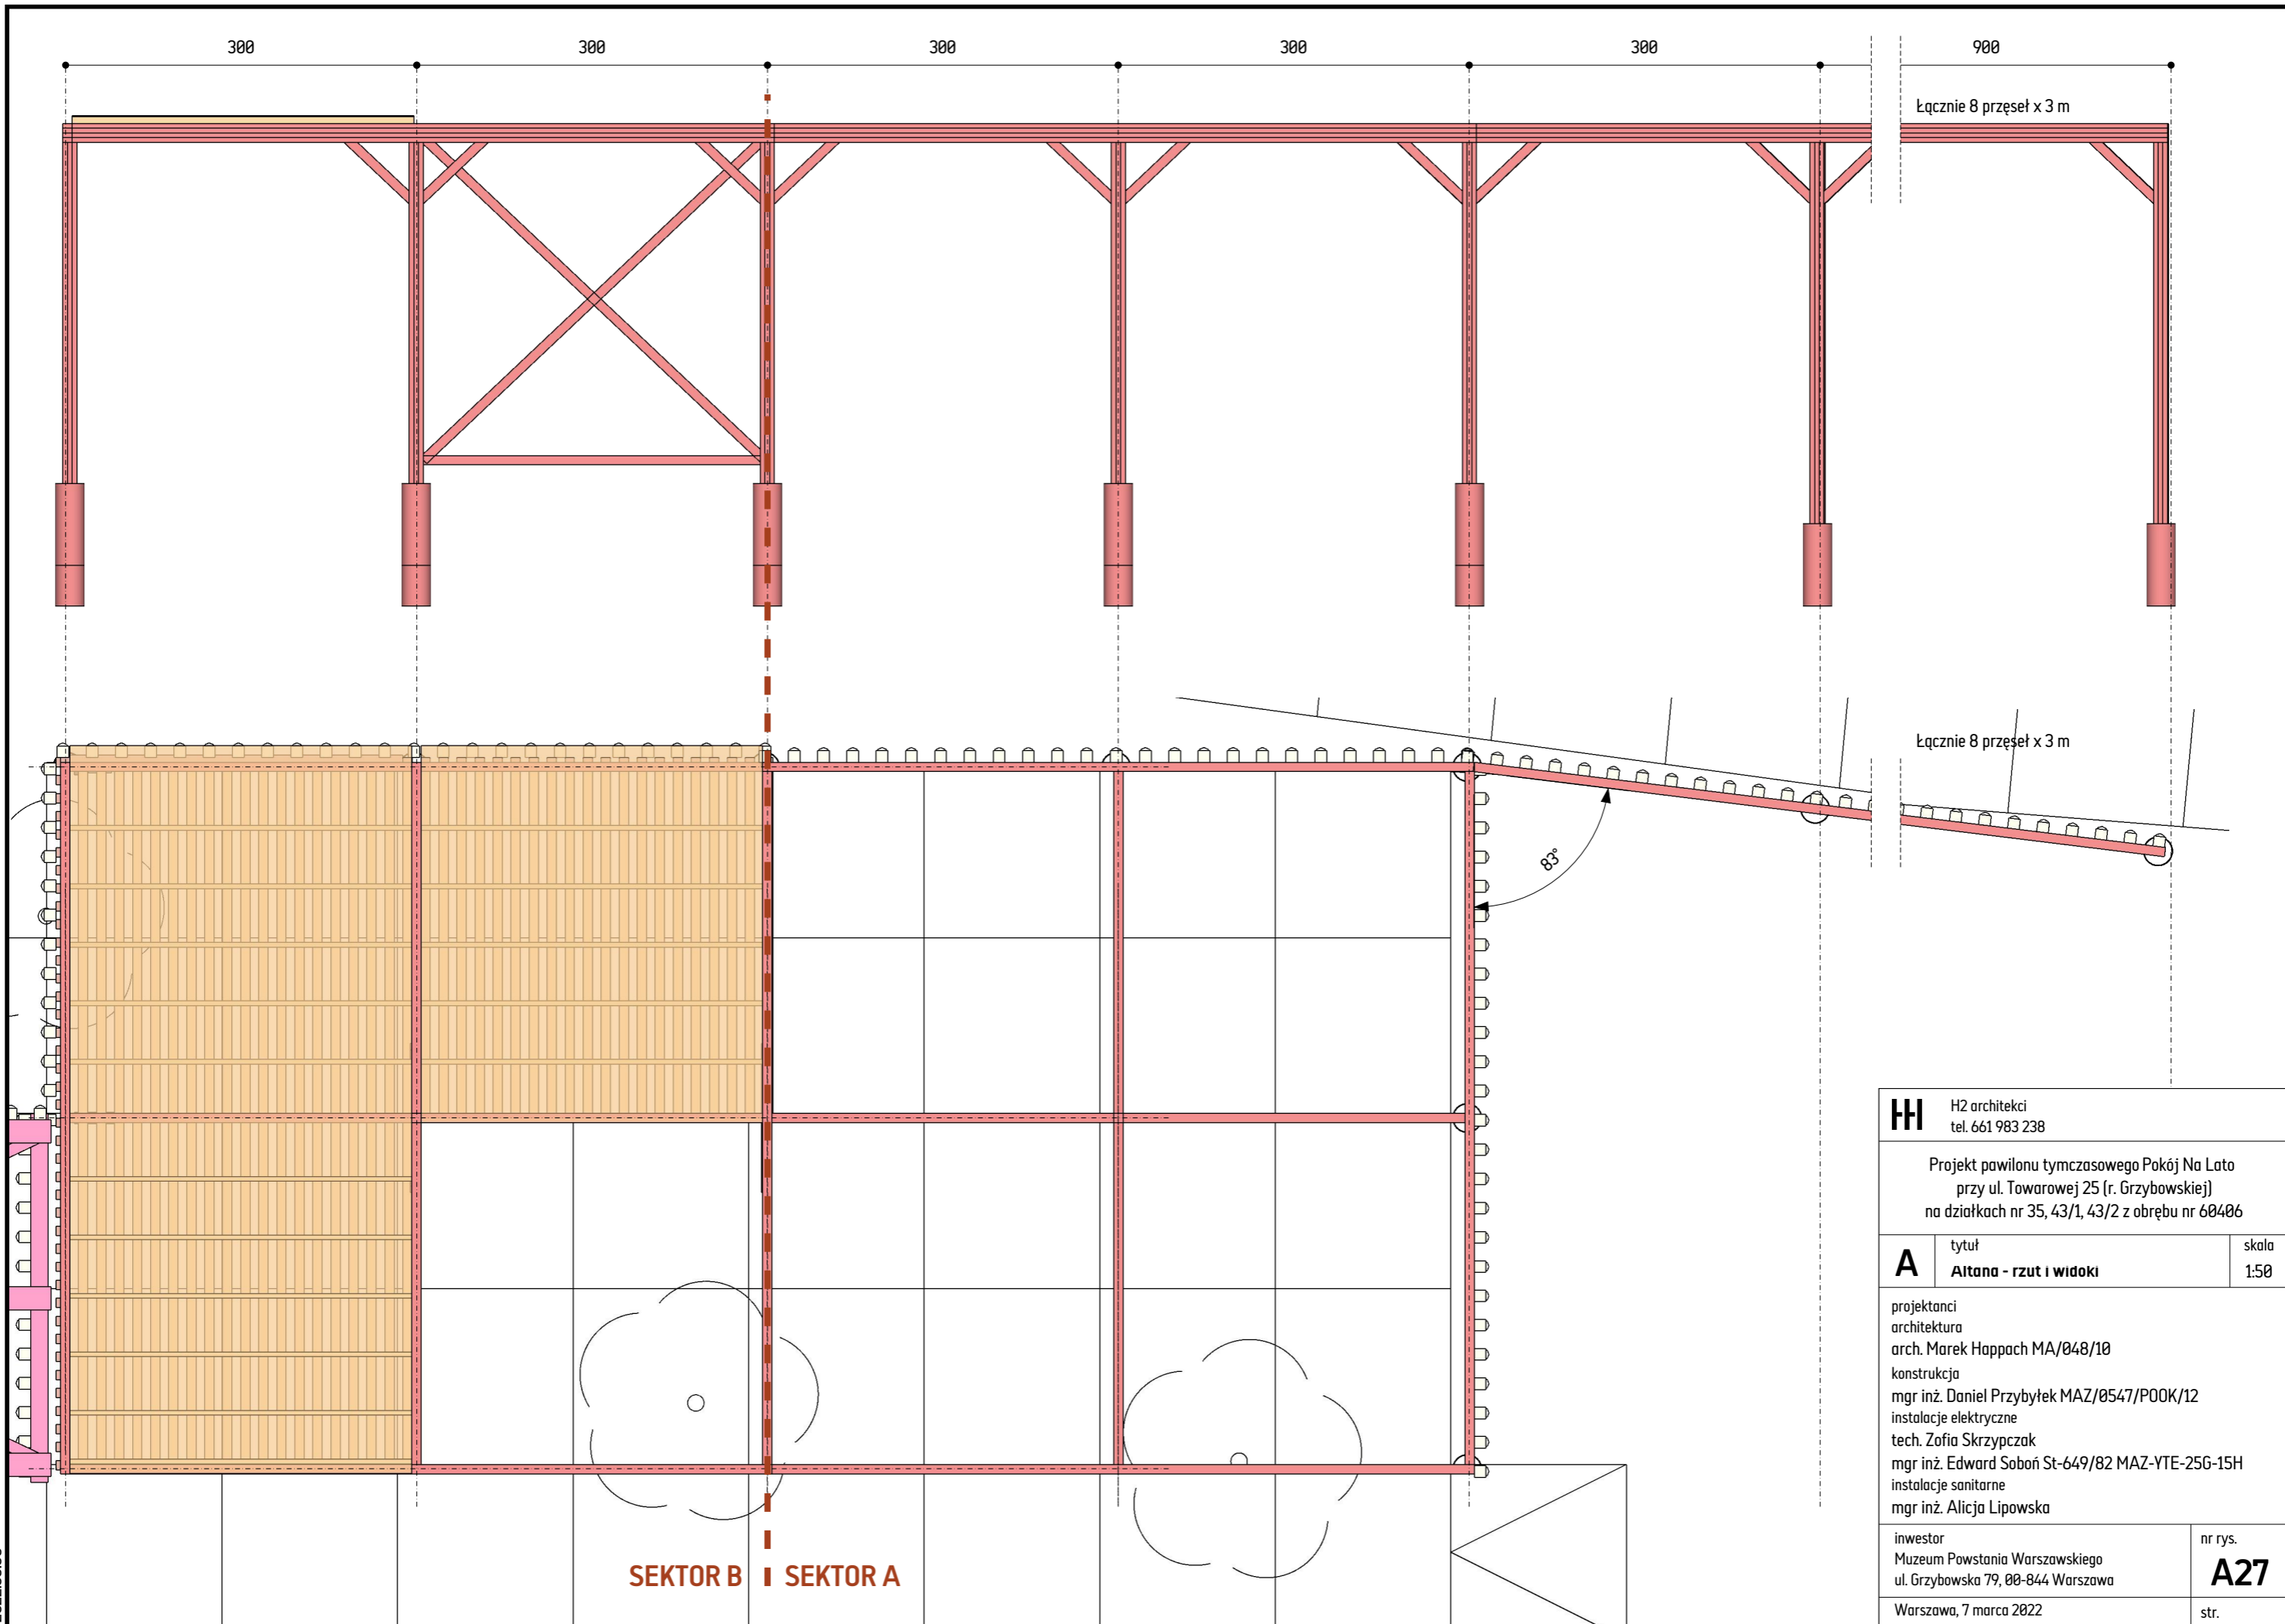 300
300
300
300
300
900
Łącznie 8 przęseł x 3 m
Łącznie 8 przęseł x 3 m
83°
SEKTOR B
SEKTOR A
H2 architekci
tel. 661 983 238
Projekt pawilonu tymczasowego Pokój Na Lato
przy ul. Towarowej 25 (r. Grzybowskiej)
na działkach nr 35, 43/1, 43/2 z obrębu nr 60406
A
tytuł
Altana - rzut i widoki
skala
1:50
projektanci
architektura
arch. Marek Happach MA/048/10
konstrukcja
mgr inż. Daniel Przybyłek MAZ/0547/POOK/12
instalacje elektryczne
tech. Zofia Skrzypczak
mgr inż. Edward Soboń St-649/82 MAZ-YTE-25G-15H
instalacje sanitarne
mgr inż. Alicja Lipowska
inwestor
Muzeum Powstania Warszawskiego
ul. Grzybowska 79, 00-844 Warszawa
nr rys.
A27
Warszawa, 7 marca 2022
str.